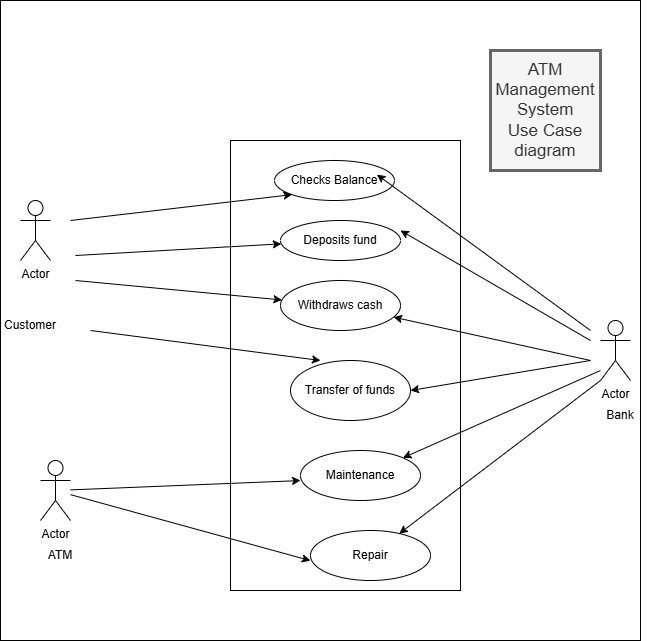 ATM
Management
System
Use Case
diagram
Checks Balance
Deposits fund
Actor
Withdraws cash
Customer
Transfer of funds
Actor
Bank
Maintenance
Actor
ATM
Repair